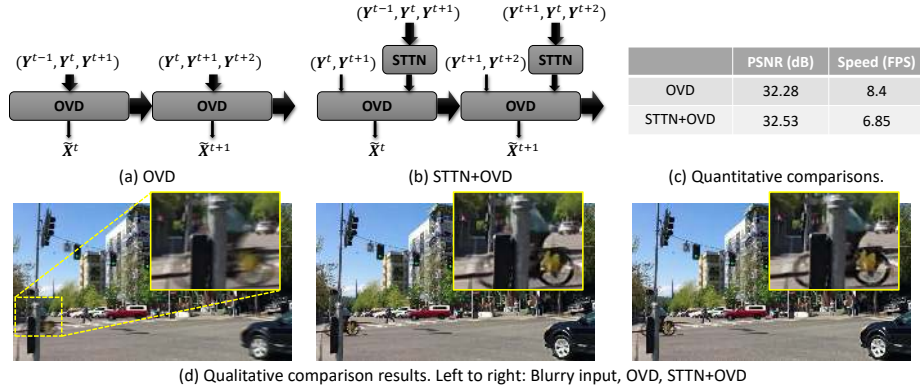 (Y^{t-1}, Y^t, Y^{t+1})
(Y^t, Y^{t+1}, Y^{t+2})
OVD
OVD
X̃^t
X̃^{t+1}
(a) OVD
(Y^{t-1}, Y^t, Y^{t+1})
(Y^{t+1}, Y^t, Y^{t+2})
(Y^t, Y^{t+1})
STTN
(Y^{t+1}, Y^{t+2})
STTN
OVD
OVD
X̃^t
X̃^{t+1}
(b) STTN+OVD
PSNR (dB) Speed (FPS)
OVD 32.28 8.4
STTN+OVD 32.53 6.85
(c) Quantitative comparisons.
(d) Qualitative comparison results. Left to right: Blurry input, OVD, STTN+OVD